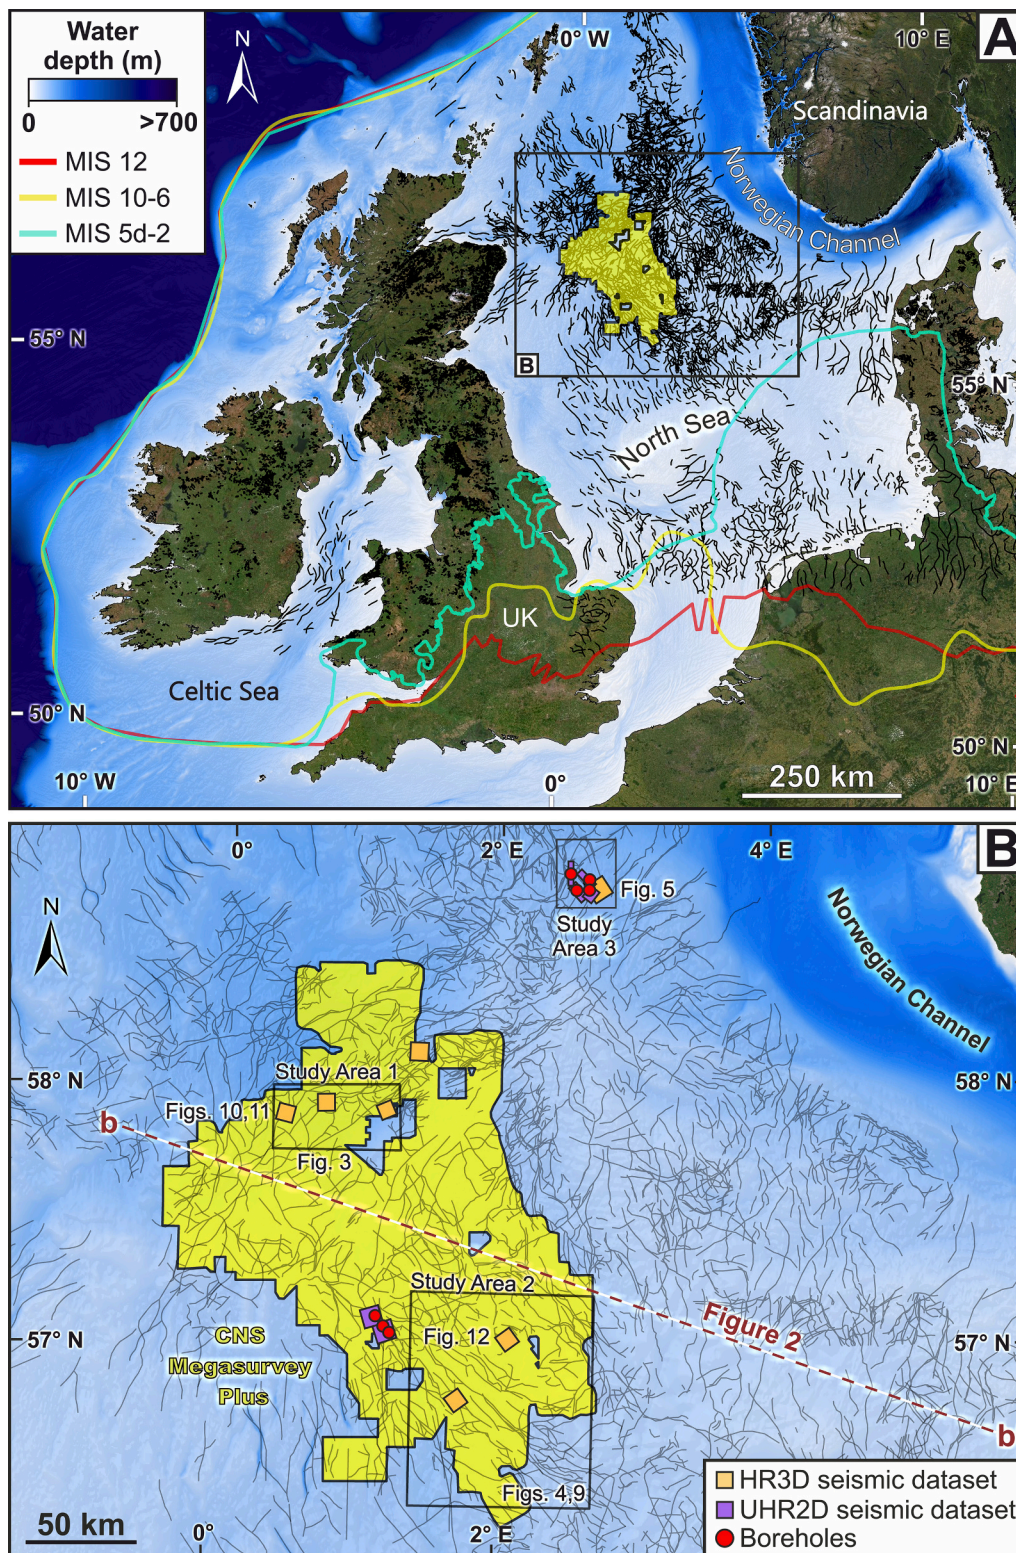 Water
depth (m)
0
>700
MIS 12
MIS 10-6
MIS 5d-2
N
0° W
10° E
A
Scandinavia
Norwegian Channel
B
55° N
55° N
North Sea
UK
Celtic Sea
50° N
50° N
10° W
0°
250 km
10° E
B
0°
2° E
4° E
N
Fig. 5
Study
Area 3
Norwegian Channel
58° N
58° N
Study Area 1
Figs. 10,11
b
Fig. 3
Study Area 2
Figure 2
57° N
57° N
Fig. 12
CNS
Megasurvey
Plus
b'
Figs. 4,9
50 km
0°
2° E
HR3D seismic dataset
UHR2D seismic dataset
Boreholes